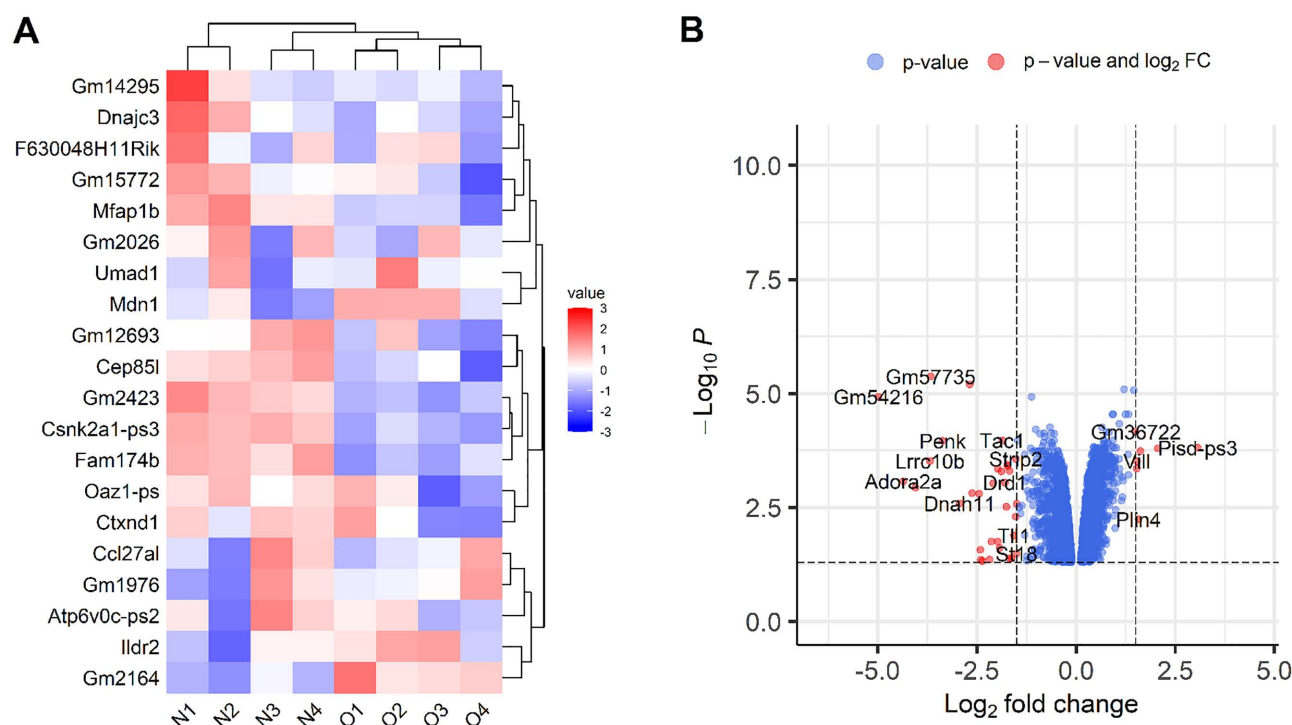 A
Gm14295
Dnajc3
F630048H11Rik
Gm15772
Mfap1b
Gm2026
Umad1
Mdn1
Gm12693
Cep85l
Gm2423
Csnk2a1-ps3
Fam174b
Oaz1-ps
Ctxnd1
Ccl27al
Gm1976
Atp6v0c-ps2
Ildr2
Gm2164
N1 N2 N3 N4 O1 O2 O3 O4
value
3
2
1
0
-1
-2
-3
B
p-value p – value and log2 FC
– Log10 P
10.0
7.5
5.0
2.5
0.0
Gm57735
Gm54216
Gm36722
Penk Tac1 Pisd-ps3
Lrrc10b Strip2 Vill
Adora2a Drd1
Dnah11
Plin4
Tll1
St18
-5.0 -2.5 0.0 2.5 5.0
Log2 fold change